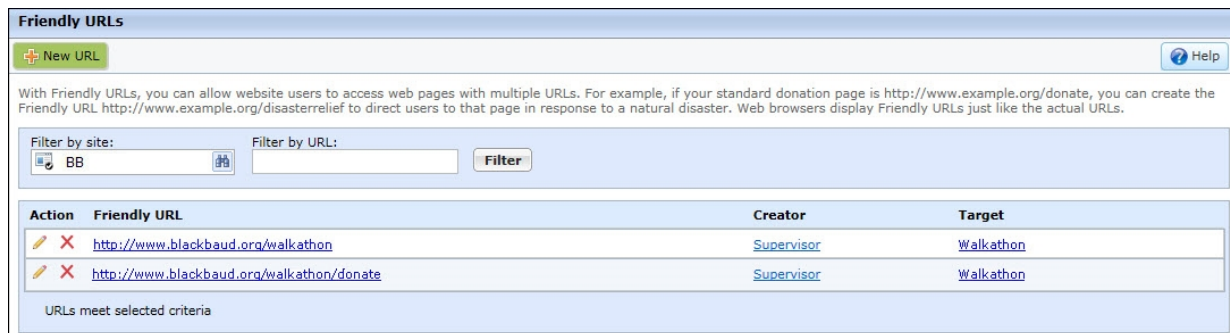 Friendly URLs
New URL
Help
With Friendly URLs, you can allow website users to access web pages with multiple URLs. For example, if your standard donation page is http://www.example.org/donate, you can create the
Friendly URL http://www.example.org/disasterrelief to direct users to that page in response to a natural disaster. Web browsers display Friendly URLs just like the actual URLs.
Filter by site: Filter by URL:
BB Filter
Action Friendly URL Creator Target
http://www.blackbaud.org/walkathon Supervisor Walkathon
http://www.blackbaud.org/walkathon/donate Supervisor Walkathon
URLs meet selected criteria